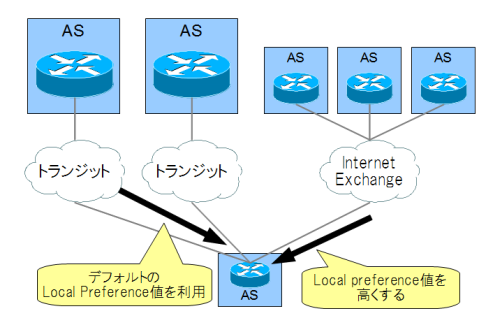 AS
AS
AS
AS
AS
トランジット
トランジット
Internet
Exchange
デフォルトの
Local Preference値を利用
AS
Local preference値を
高くする